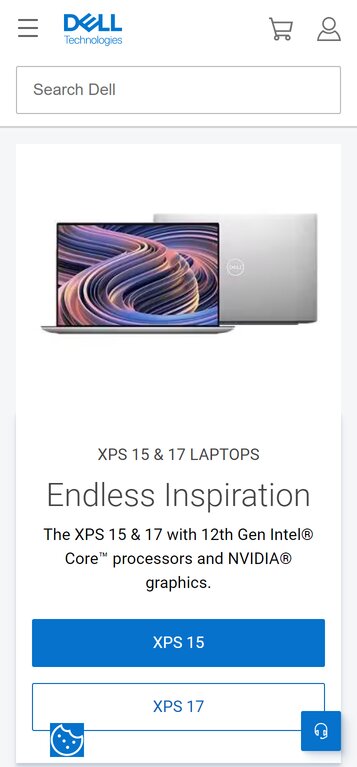 DELL
Technologies
Search Dell
DELL
XPS 15 & 17 LAPTOPS
Endless Inspiration
The XPS 15 & 17 with 12th Gen Intel®
Core™ processors and NVIDIA®
graphics.
XPS 15
XPS 17